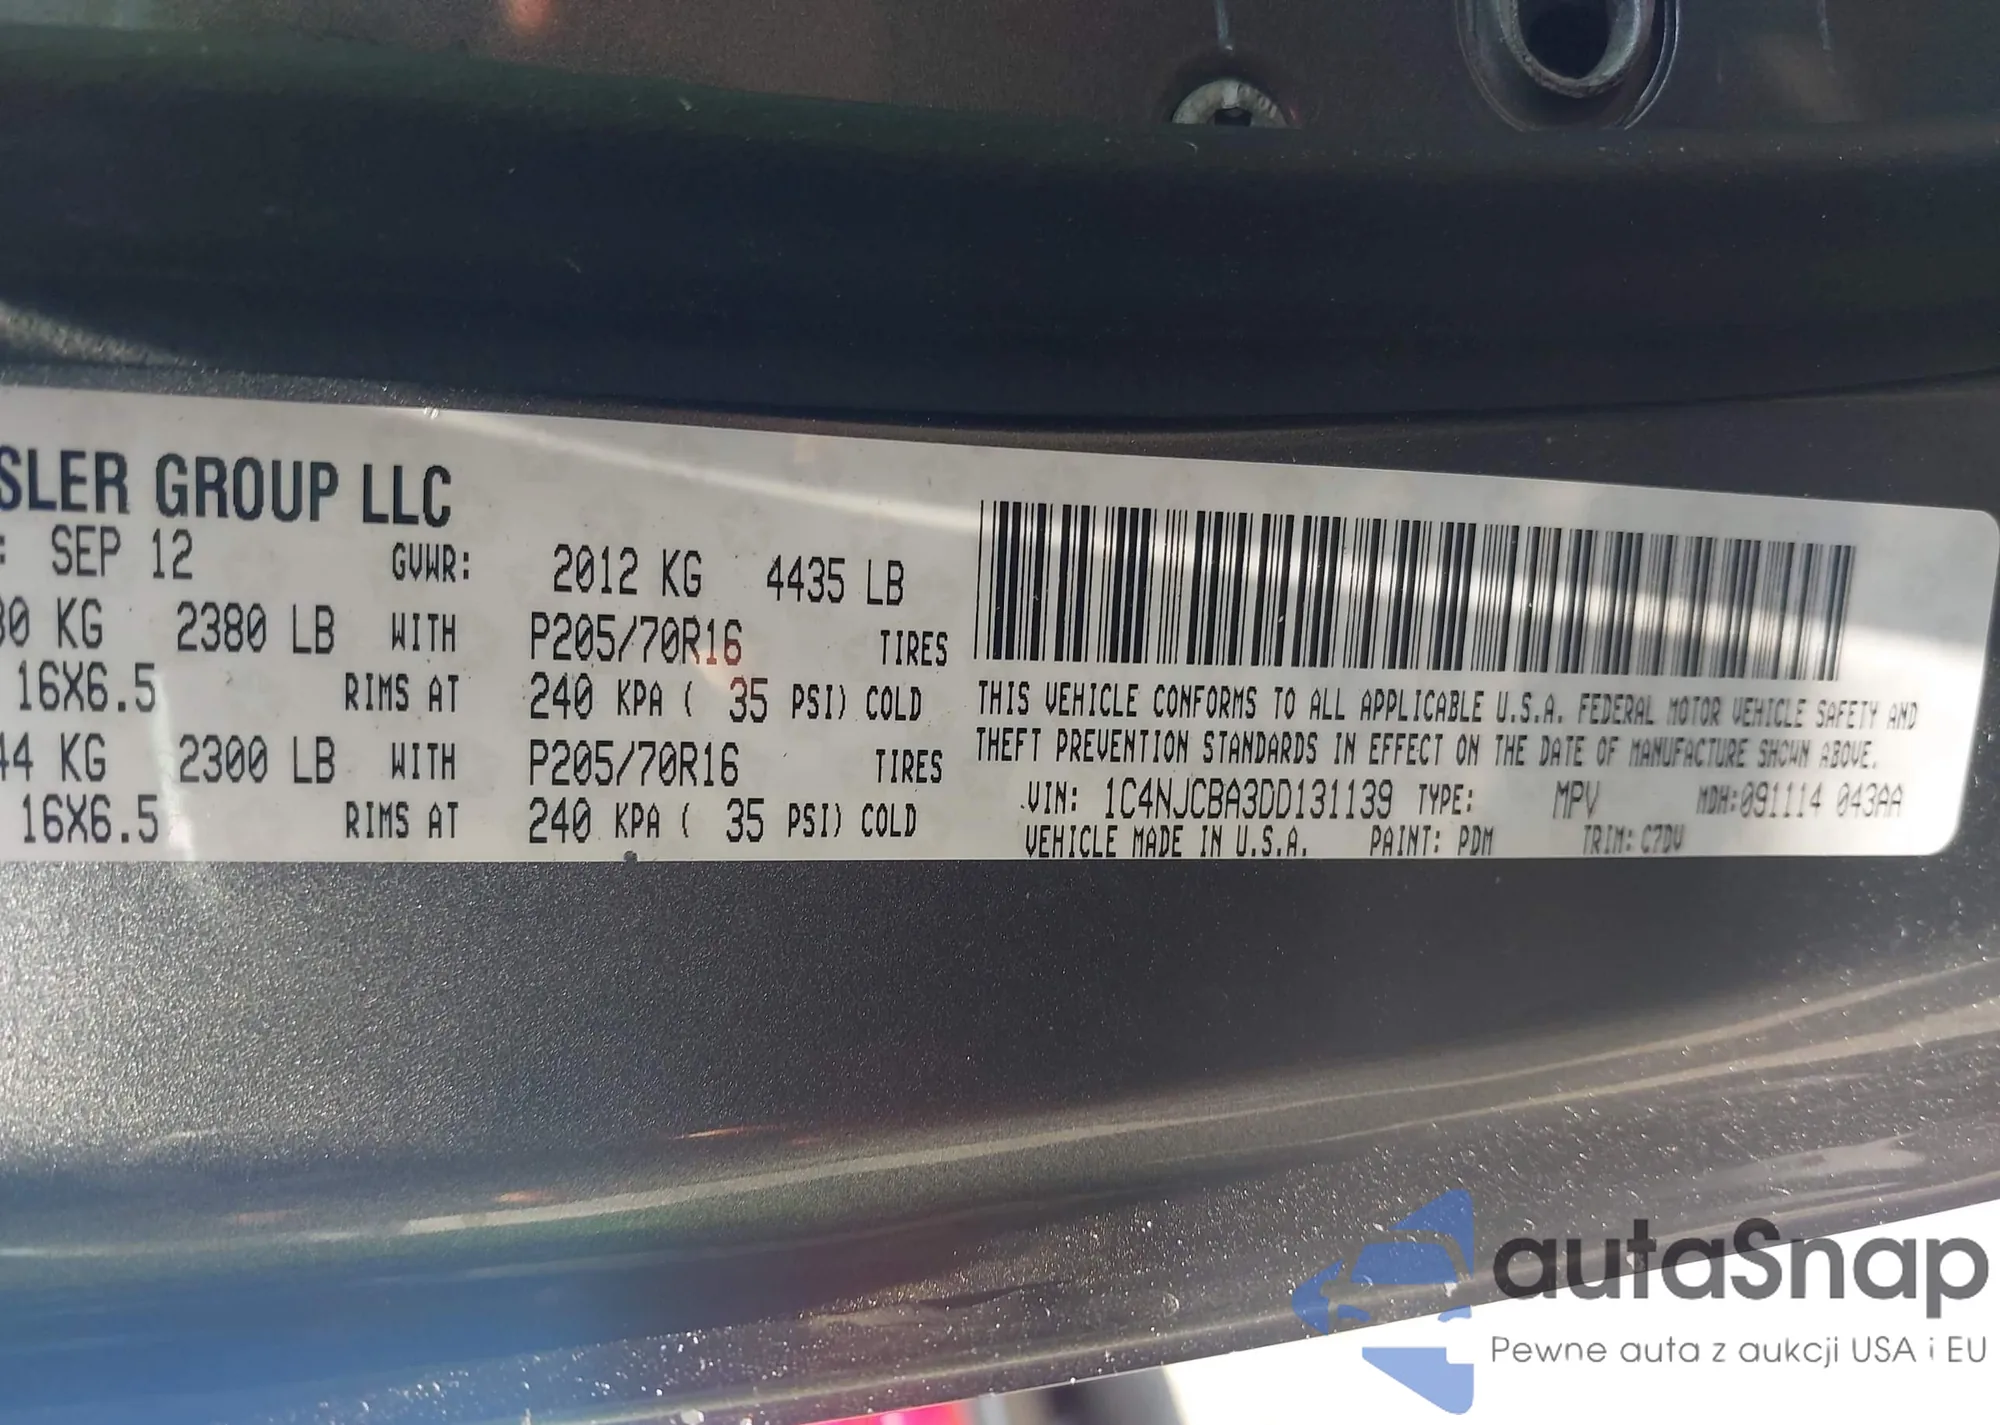 SLER GROUP LLC
: SEP 12 GVWR: 2012 KG 4435 LB
80 KG 2380 LB WITH P205/70R16 TIRES
16X6.5 RIMS AT 240 KPA ( 35 PSI) COLD
44 KG 2300 LB WITH P205/70R16 TIRES
16X6.5 RIMS AT 240 KPA ( 35 PSI) COLD
THIS VEHICLE CONFORMS TO ALL APPLICABLE U.S.A. FEDERAL MOTOR VEHICLE SAFETY AND
THEFT PREVENTION STANDARDS IN EFFECT ON THE DATE OF MANUFACTURE SHOWN ABOVE.
VIN: 1C4NJCBA3DD131139 TYPE: MPV MDH:091114 043AA
VEHICLE MADE IN U.S.A. PAINT: PDM TRIM: C7DV
autaSnap
Pewne auta z aukcji USA i EU